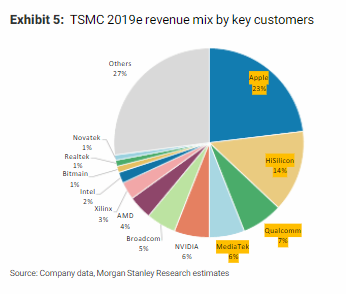 Exhibit 5: TSMC 2019e revenue mix by key customers
Others
27%
Apple
23%
HiSilicon
14%
Qualcomm
7%
MediaTek
6%
NVIDIA
6%
Broadcom
5%
AMD
4%
Xilinx
3%
Intel
2%
Bitmain
1%
Realtek
1%
Novatek
1%
Source: Company data, Morgan Stanley Research estimates